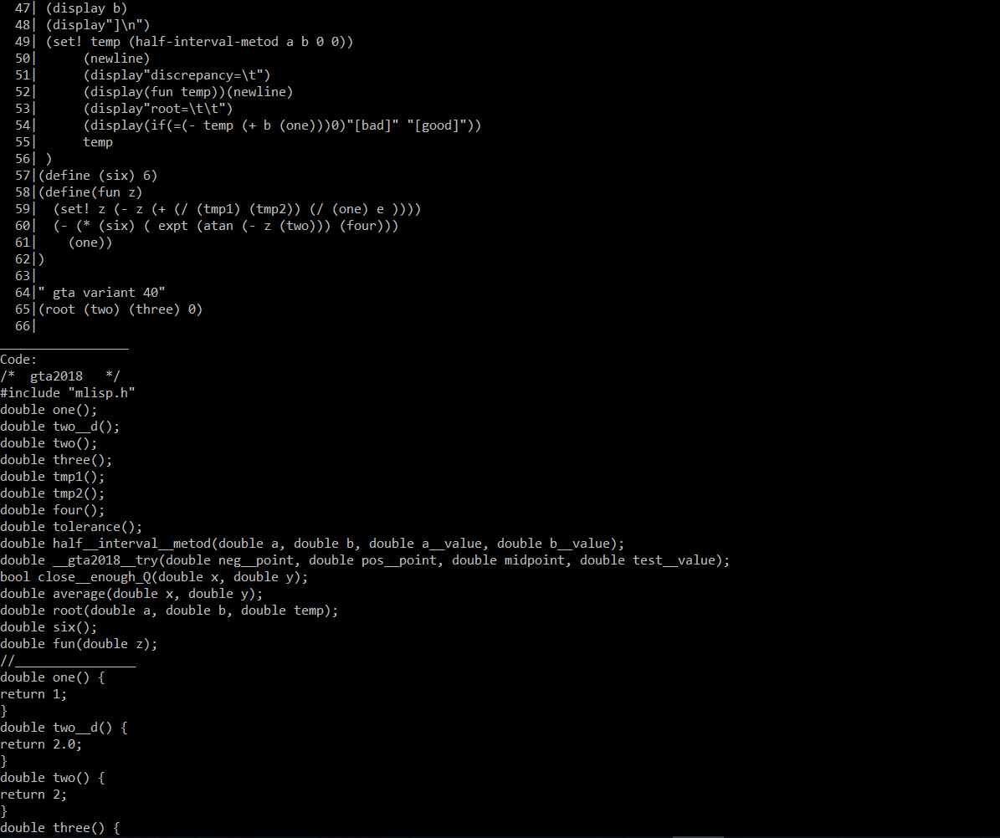 47| (display b)
48| (display"]\n")
49| (set! temp (half-interval-metod a b 0 0))
50|      (newline)
51|      (display"discrepancy=\t")
52|      (display(fun temp))(newline)
53|      (display"root=\t\t")
54|      (display(if(=(- temp (+ b (one)))0)"[bad]" "[good]"))
55|      temp
56| )
57|(define (six) 6)
58|(define(fun z)
59|  (set! z (- z (+ (/ (tmp1) (tmp2)) (/ (one) e ))))
60|  (- (* (six) ( expt (atan (- z (two))) (four)))
61|    (one))
62|)
63|
64|" gta variant 40"
65|(root (two) (three) 0)
66|
_________________
Code:
/*  gta2018   */
#include "mlisp.h"
double one();
double two__d();
double two();
double three();
double tmp1();
double tmp2();
double four();
double tolerance();
double half__interval__metod(double a, double b, double a__value, double b__value);
double __gta2018__try(double neg__point, double pos__point, double midpoint, double test__value);
bool close__enough_Q(double x, double y);
double average(double x, double y);
double root(double a, double b, double temp);
double six();
double fun(double z);
//________________
double one() {
return 1;
}
double two__d() {
return 2.0;
}
double two() {
return 2;
}
double three() {